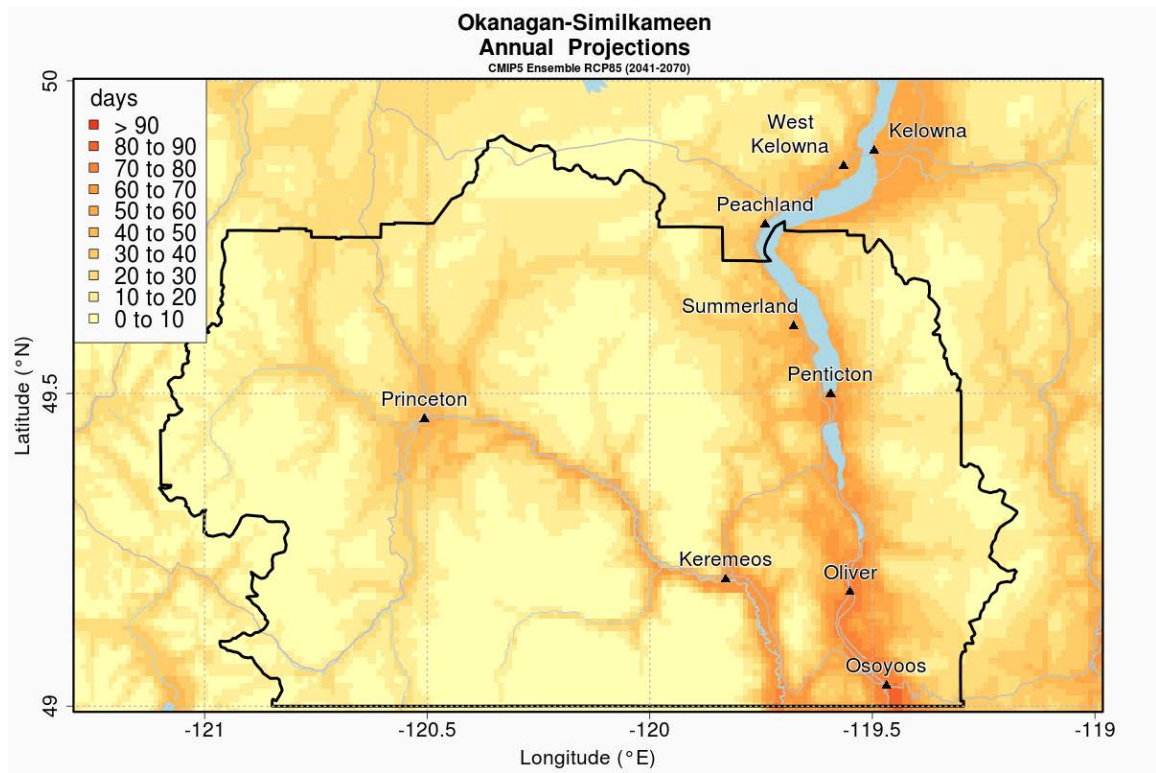 Okanagan-Similkameen
Annual Projections
CMIP5 Ensemble RCP85 (2041-2070)
days
> 90
80 to 90
70 to 80
60 to 70
50 to 60
40 to 50
30 to 40
20 to 30
10 to 20
0 to 10
West
Kelowna
Kelowna
Peachland
Summerland
Penticton
Princeton
Keremeos
Oliver
Osoyoos
50
49.5
49
Latitude (°N)
-121
-120.5
-120
-119.5
-119
Longitude (°E)